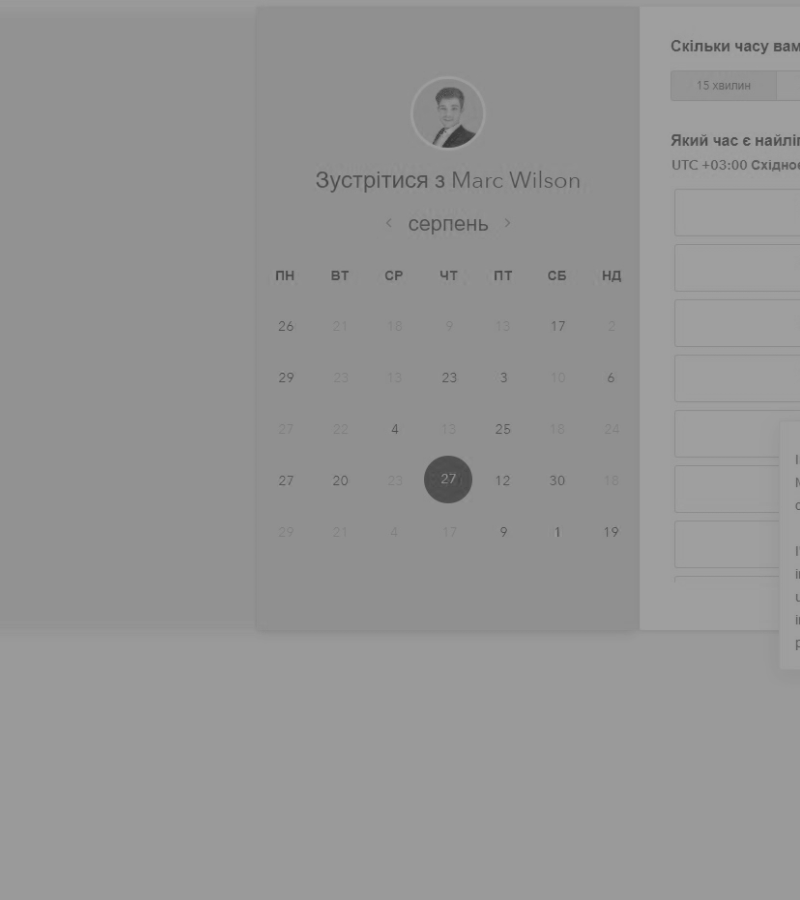 Зустрітися з Marc Wilson
< серпень >
ПН ВТ СР ЧТ ПТ СБ НД
26 21 18 9 13 17 2
29 23 13 23 3 10 6
27 22 4 13 25 18 24
27 20 23 27 12 30 18
29 21 4 17 9 1 19
Скільки часу вам
15 хвилин
Який час є
UTC +03:00